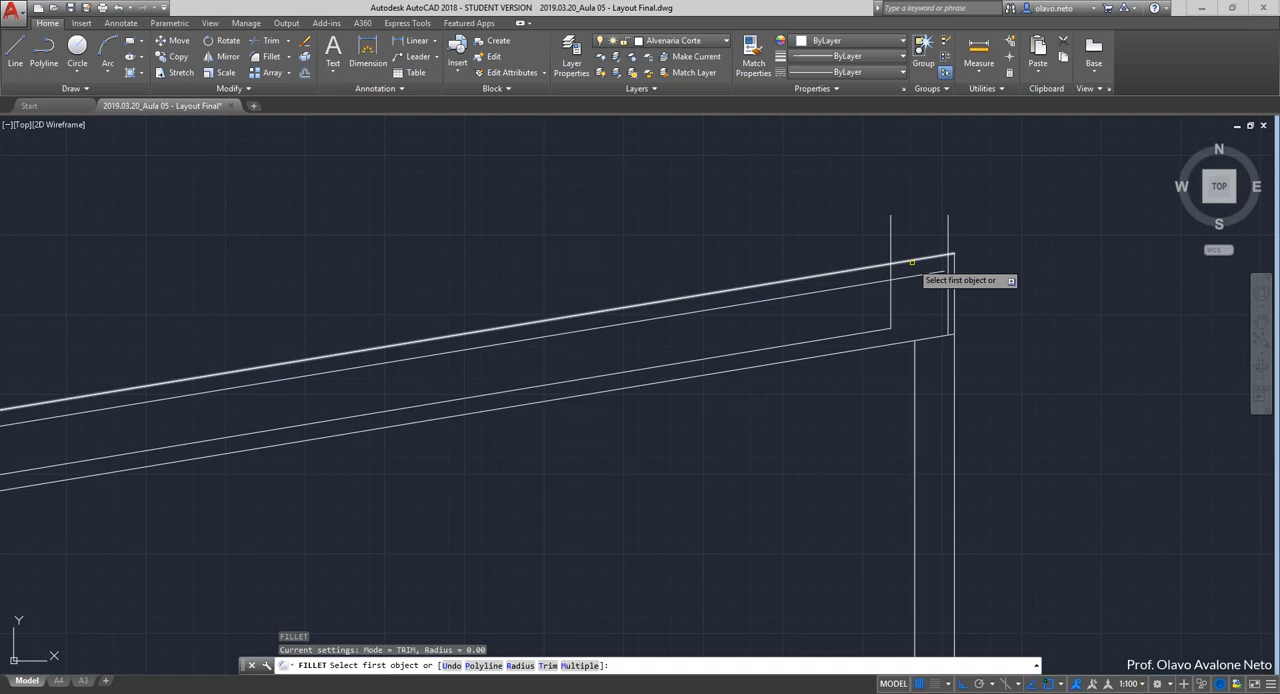 Autodesk AutoCAD 2018 - STUDENT VERSION 2019.03.20_Aula 05 - Layout Final.dwg
Type a keyword or phrase
olavo.neto
Home Insert Annotate Parametric View Manage Output Add-ins A360 Express Tools Featured Apps
Line Polyline Circle Arc
Move Rotate Trim
Copy Mirror Fillet
Stretch Scale Array
Text Dimension
Linear
Leader
Table
Insert
Create
Edit
Edit Attributes
Layer Properties
Alvenaria Corte
Make Current
Match Layer
Match Properties
ByLayer
ByLayer
ByLayer
Group Measure Paste Base
Draw Modify Annotation Block Layers Properties Groups Utilities Clipboard View
Start 2019.03.20_Aula 05 - Layout Final*
[−][Top][2D Wireframe]
N
W TOP E
S
WCS
Select first object or
Y
X
FILLET
Current settings: Mode = TRIM, Radius = 0.00
FILLET Select first object or [Undo Polyline Radius Trim Multiple]:
Prof. Olavo Avalone Neto
Model A4 A3
MODEL 1:100